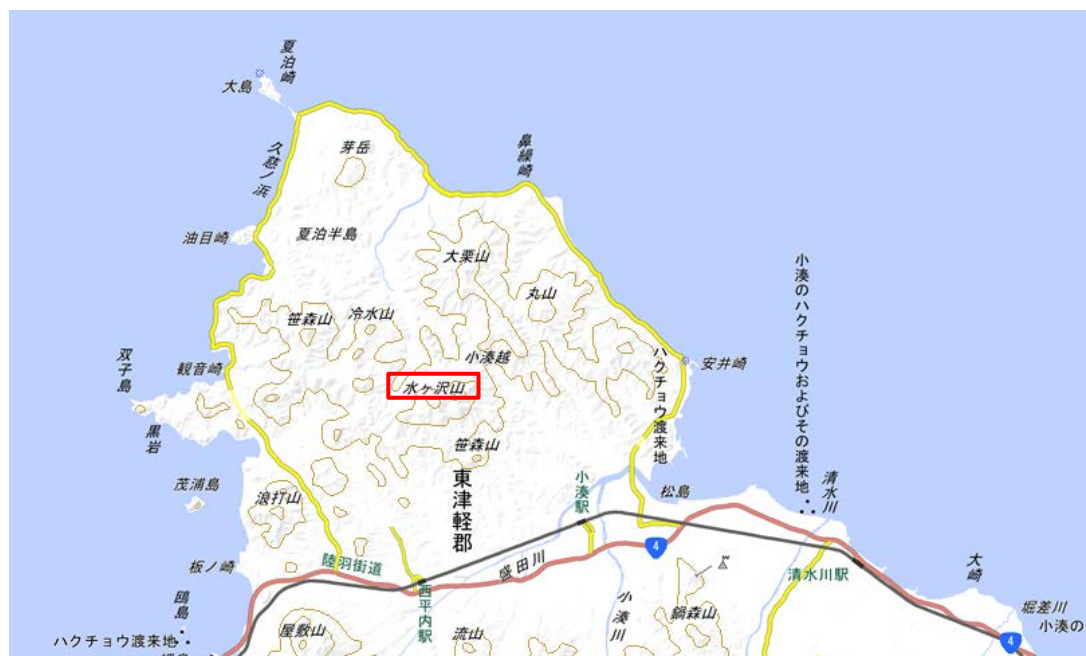 夏泊崎
大島
芽岳
久慈ノ浜
鼻繰崎
油目崎
夏泊半島
大栗山
丸山
笹森山
冷水山
小湊越
水ヶ沢山
双子島
観音崎
黒岩
安井崎
ハクチョウ渡来地
小湊のハクチョウおよびその渡来地
笹森山
東津軽郡
茂浦島
浪打山
小湊駅
松島
清水川
4
板ノ崎
陸羽街道
盛田川
清水川駅
大崎
西平内駅
鴎島
屋敷山
流山
小湊川
鍋森山
堀差川
小湊の
4
ハクチョウ渡来地